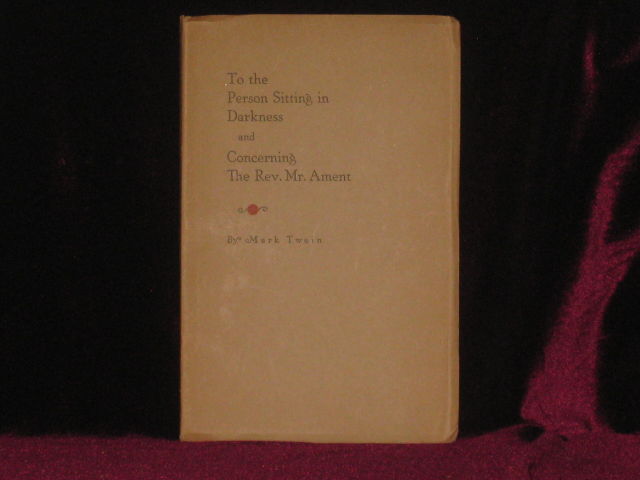 To the
Person Sitting in
Darkness
and
Concerning
The Rev. Mr. Ament
By Mark Twain